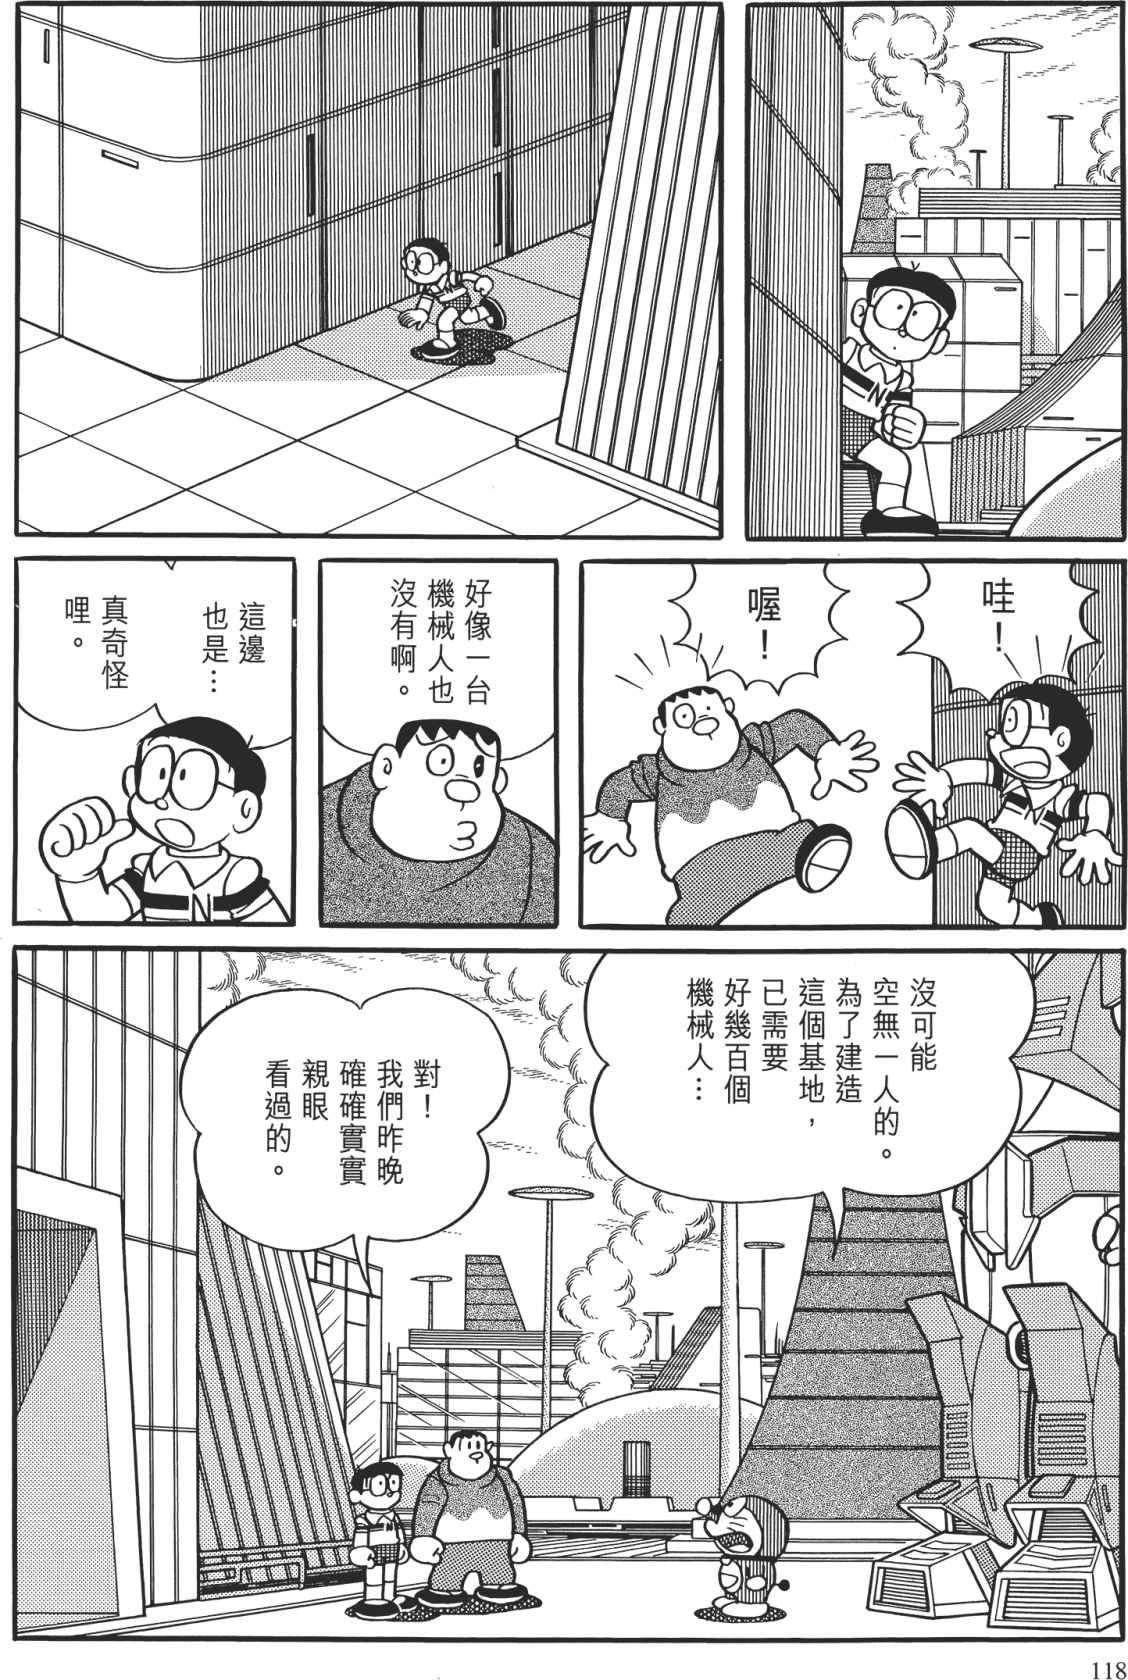 哇！
喔！
好像一台
機械人也
沒有啊。
這邊
也是⋯
真奇怪
哩。
沒可能
空無一人的。
為了建造
這個基地，
已需要
好幾百個
機械人⋯
對！
我們昨晚
確確實實
親眼
看過的。
118